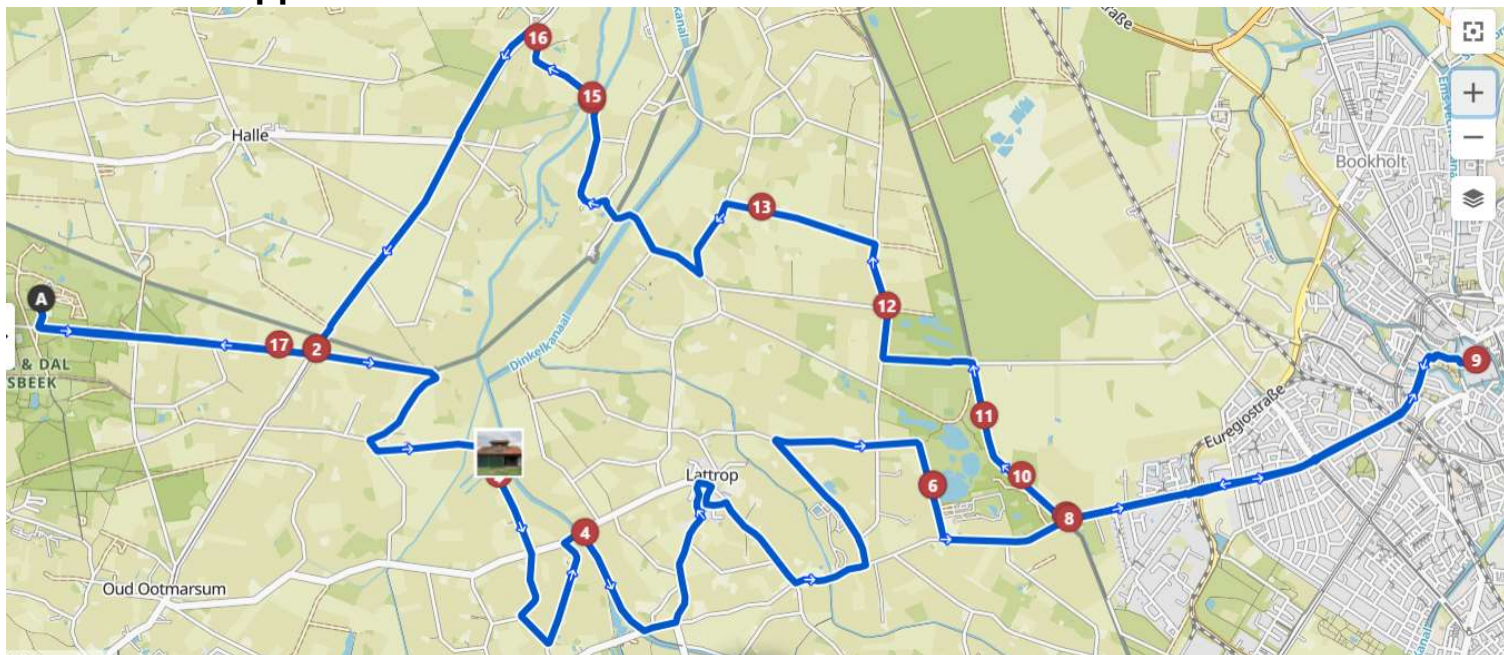 pp
16
15
Halle
Bookholt
13
A
12
17
2
Dinkelkanaal
9
& DAL
SBEEK
Euregiostraße
11
Lattrop
10
6
8
4
Oud Ootmarsum